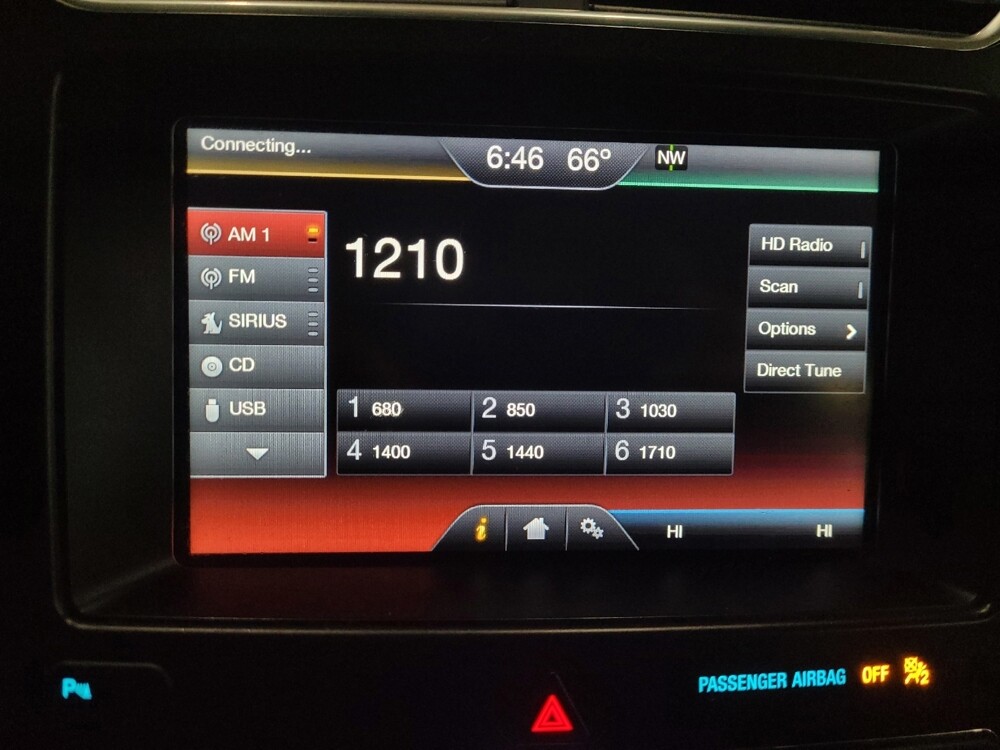 Connecting...
6:46 66° NW
AM 1
FM
SIRIUS
CD
USB
1210
HD Radio
Scan
Options
Direct Tune
1 680 2 850 3 1030
4 1400 5 1440 6 1710
i
HI HI
P
PASSENGER AIRBAG OFF 2